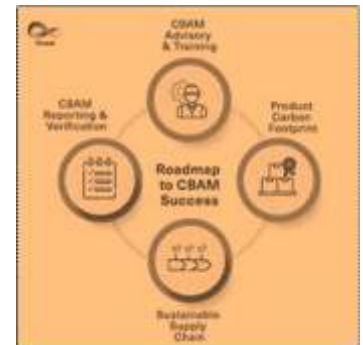 CBAM
Advisory
& Training
CBAM
Reporting &
Verification
Product
Carbon
Footprint
Roadmap
to CBAM
Success
Sustainable
Supply
Chain